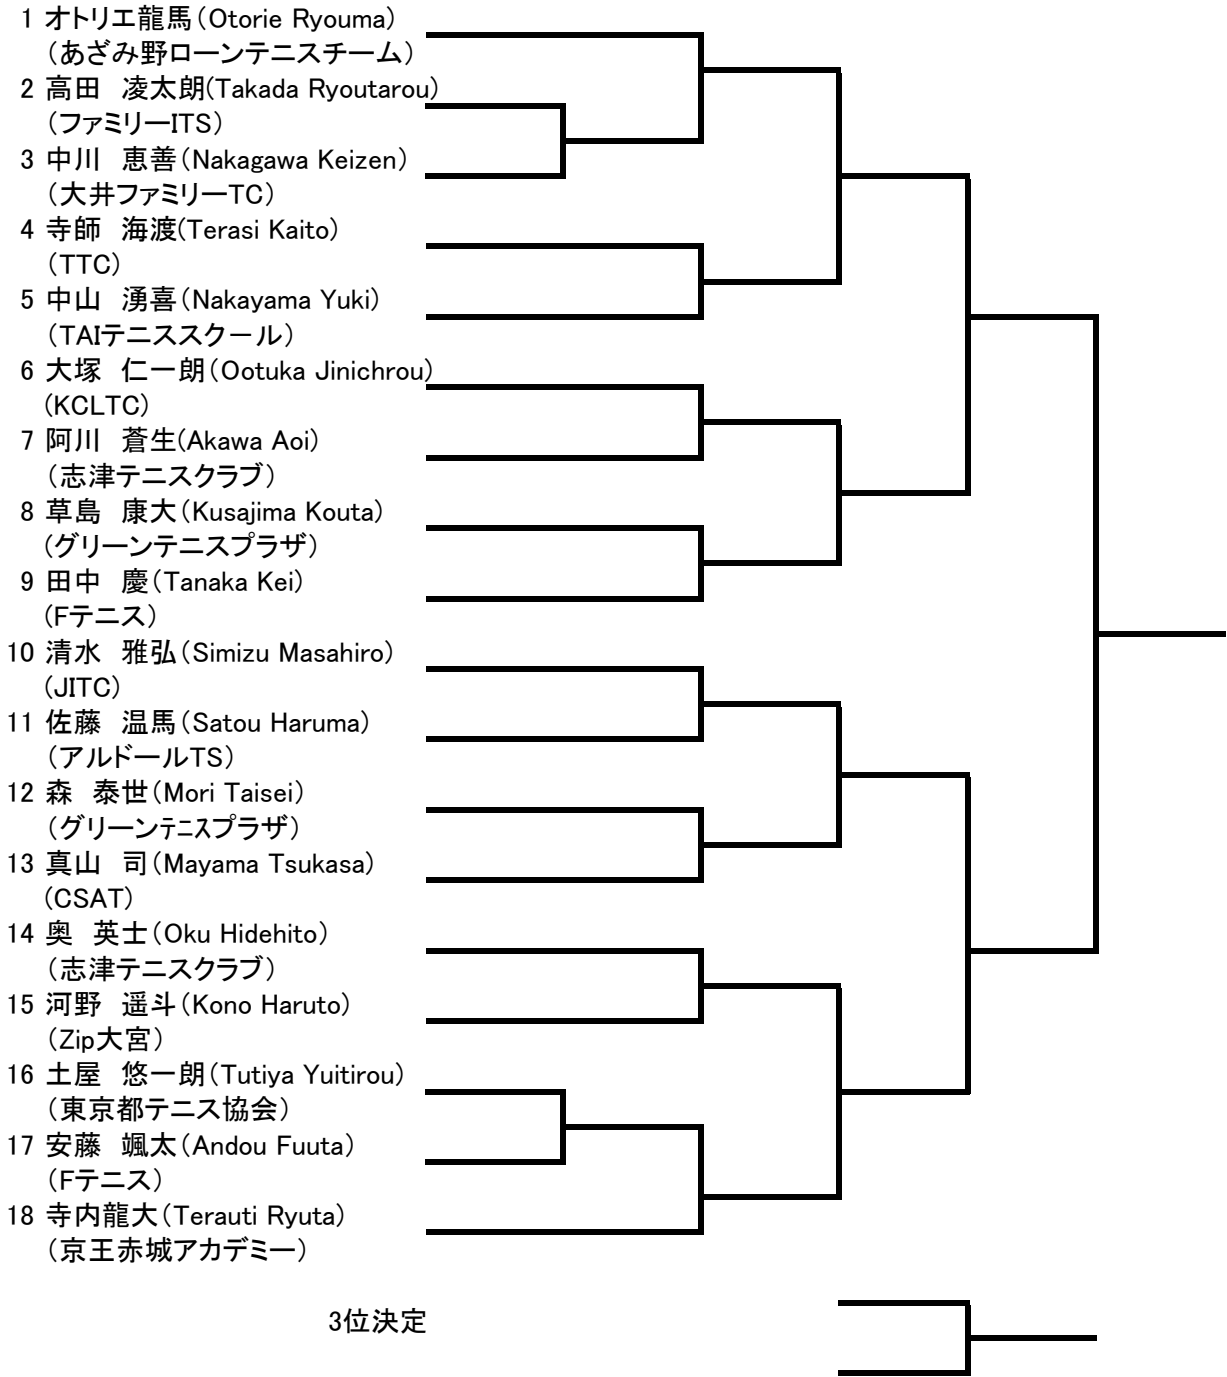 1 オトリエ龍馬（Otorie Ryouma）
（あざみ野ローンテニスチーム）
2 高田　凌太朗(Takada Ryoutarou）
（ファミリーITS）
3 中川　恵善（Nakagawa Keizen）
（大井ファミリーTC）
4 寺師　海渡(Terasi Kaito）
（TTC）
5 中山　湧喜（Nakayama Yuki）
（TAIテニススクール）
6 大塚　仁一朗（Ootuka Jinichrou）
(KCLTC）
7 阿川　蒼生(Akawa Aoi）
（志津テニスクラブ）
8 草島　康大（Kusajima Kouta）
(グリーンテニスプラザ）
9 田中　慶（Tanaka Kei）
(Fテニス）
10 清水　雅弘（Simizu Masahiro）
(JITC）
11 佐藤　温馬（Satou Haruma）
（アルドールTS）
12 森　泰世（Mori Taisei）
（グリーンﾃﾆｽプラザ）
13 真山　司（Mayama Tsukasa）
(CSAT）
14 奥　英士（Oku Hidehito）
（志津テニスクラブ）
15 河野　遥斗（Kono Haruto）
（Zip大宮）
16 土屋　悠一朗（Tutiya Yuitirou）
（東京都テニス協会）
17 安藤　颯太（Andou Fuuta）
（Fテニス）
18 寺内龍大（Terauti Ryuta）
（京王赤城アカデミー）
3位決定